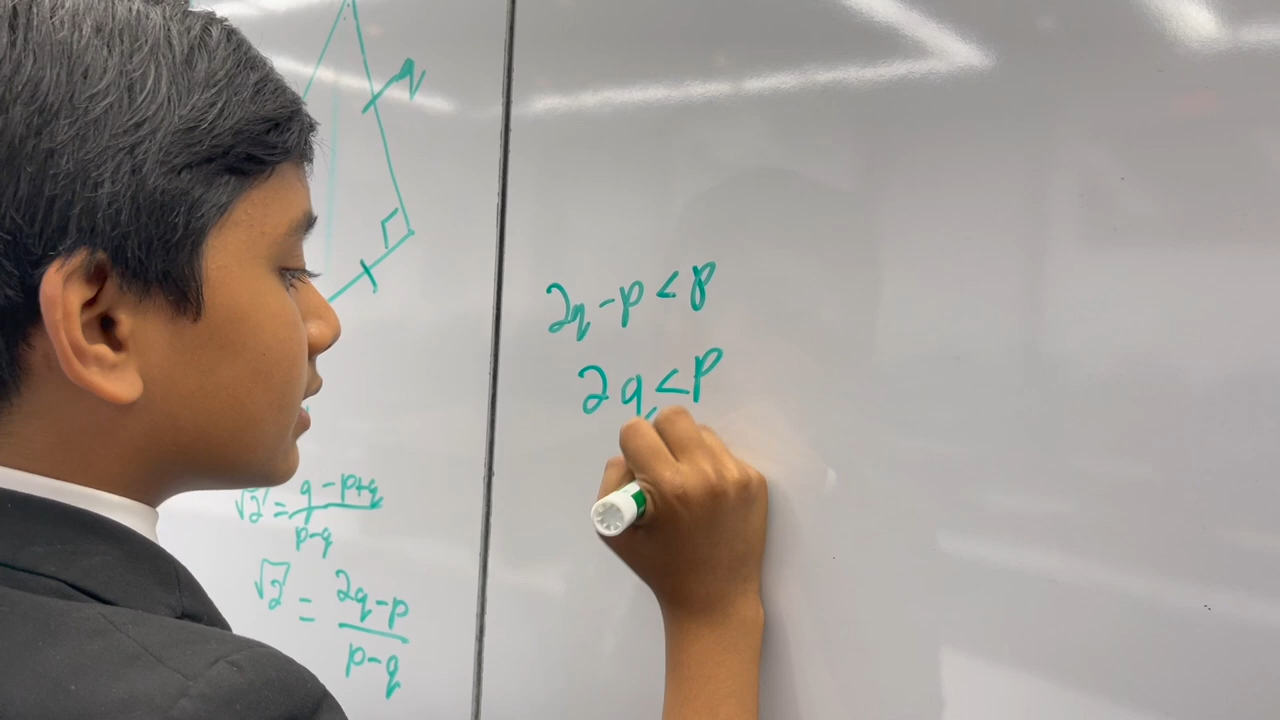 q
√2 = q-p+q/p-q
√2 = 2q-p/p-q
2q-p<p
2q<p